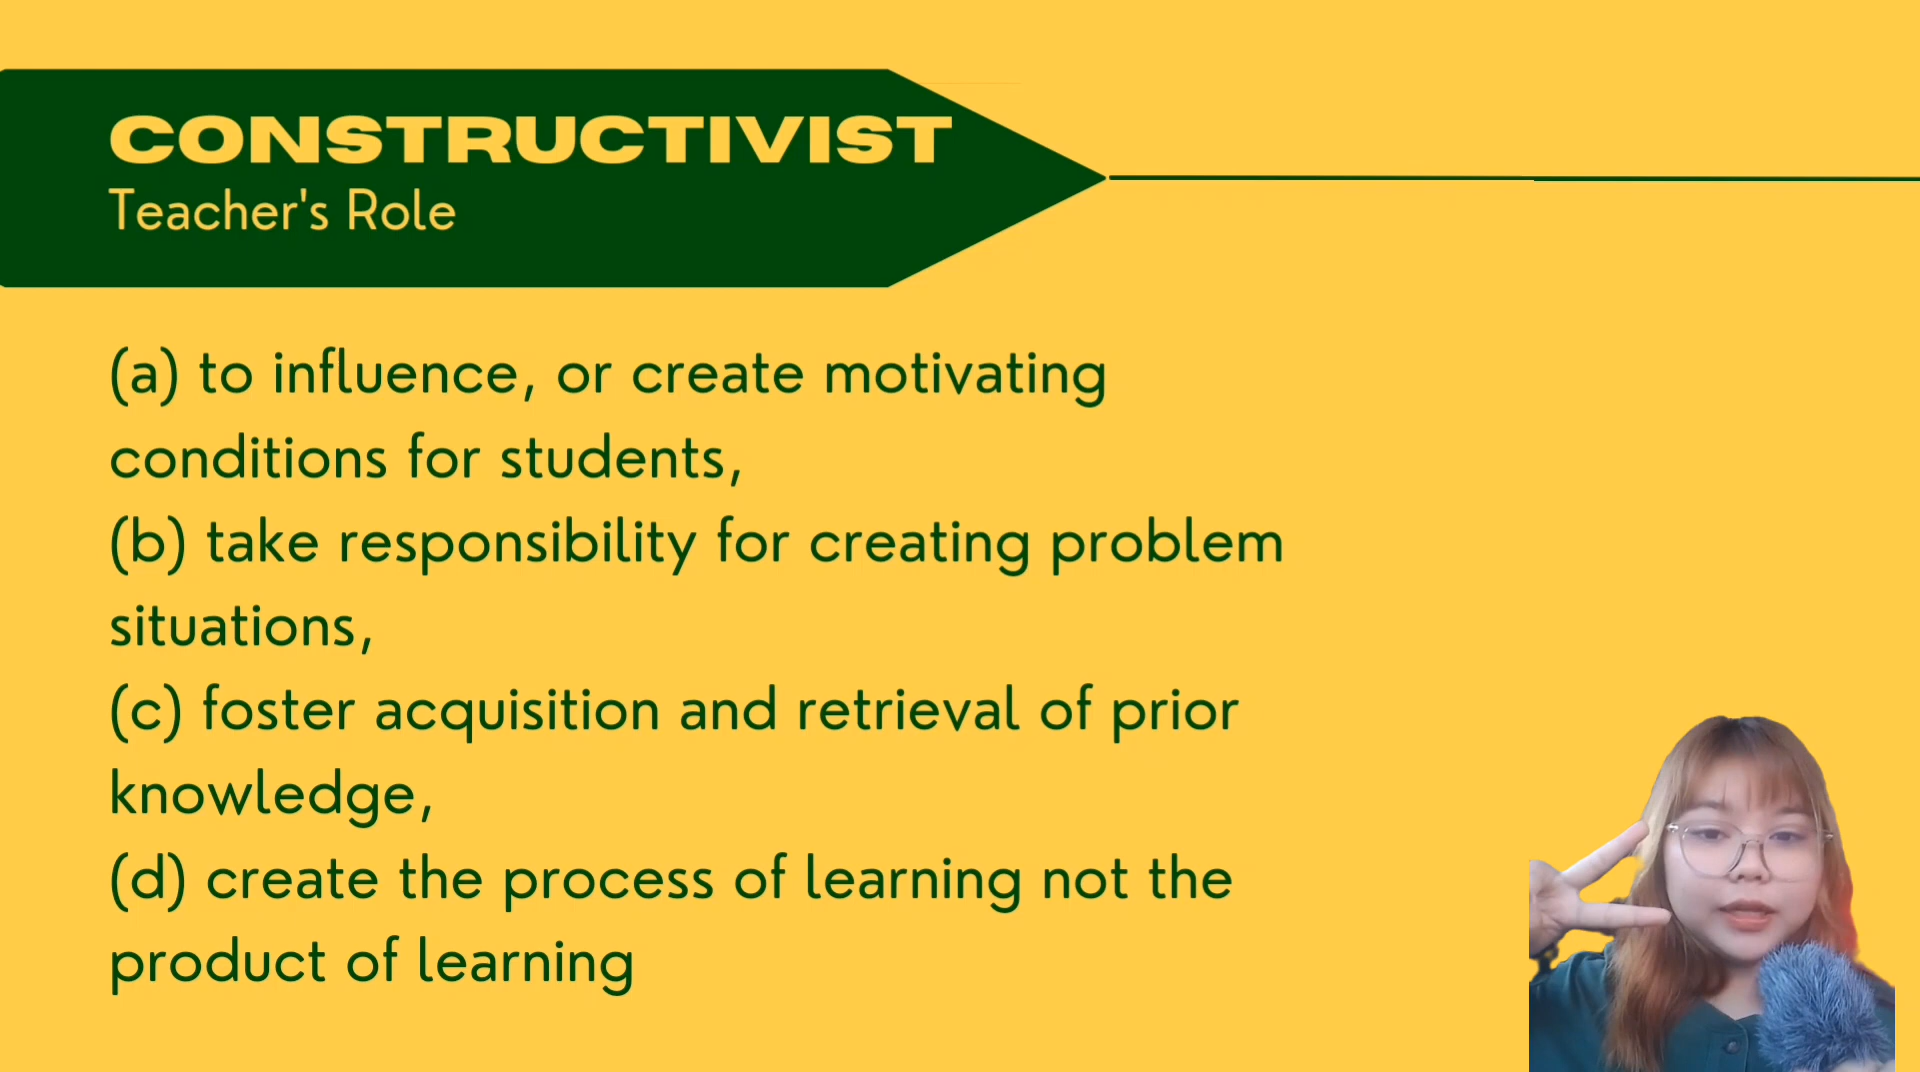 CONSTRUCTIVIST
Teacher's Role
(a) to influence, or create motivating
conditions for students,
(b) take responsibility for creating problem
situations,
(c) foster acquisition and retrieval of prior
knowledge,
(d) create the process of learning not the
product of learning